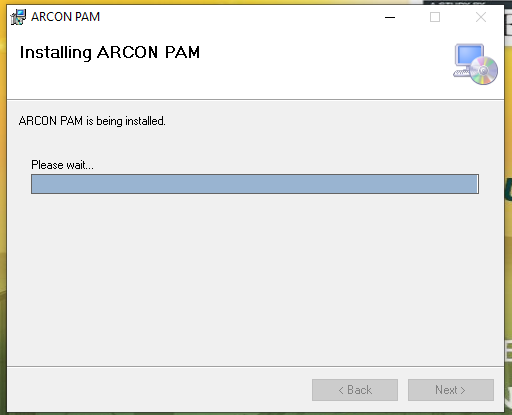 ARCON PAM
Installing ARCON PAM
ARCON PAM is being installed.
Please wait...
< Back
Next >